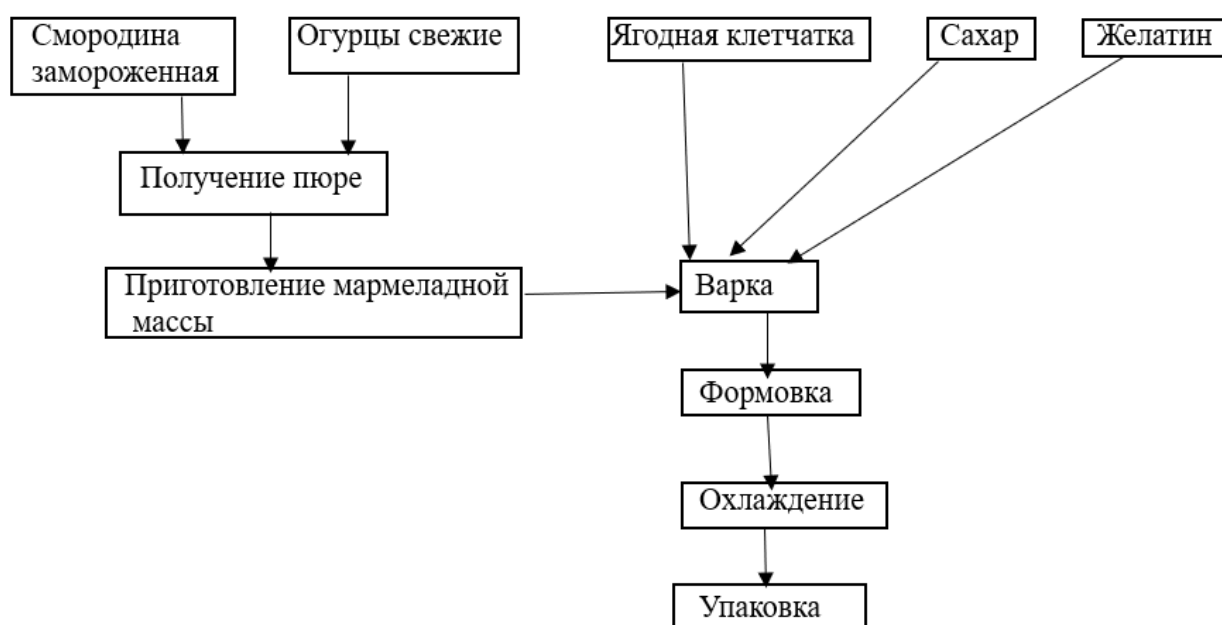 Смородина
замороженная
Огурцы свежие
Ягодная клетчатка
Сахар
Желатин
Получение пюре
Приготовление мармеладной
массы
Варка
Формовка
Охлаждение
Упаковка